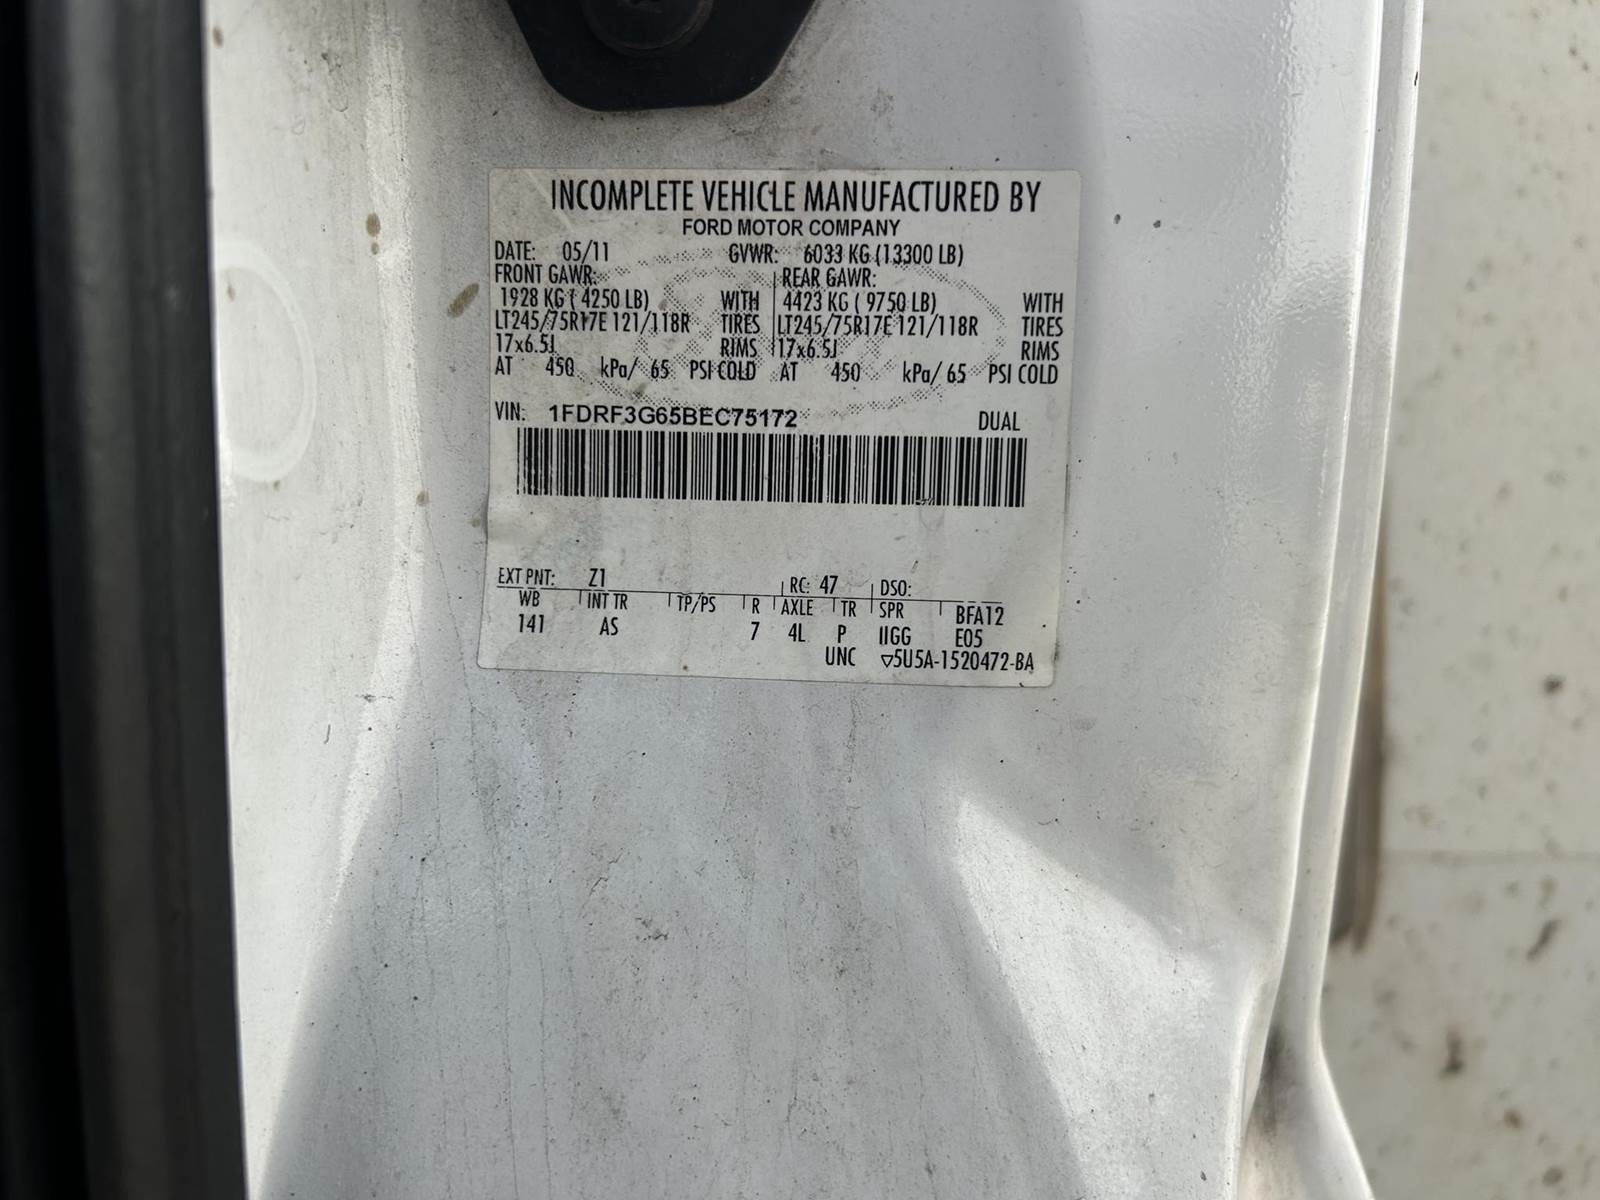 INCOMPLETE VEHICLE MANUFACTURED BY
FORD MOTOR COMPANY
DATE: 05/11 GVWR: 6033 KG (13300 LB)
FRONT GAWR: REAR GAWR:
1928 KG ( 4250 LB) WITH 4423 KG ( 9750 LB) WITH
LT245/75R17E 121/118R TIRES LT245/75R17E 121/118R TIRES
17x6.5J RIMS 17x6.5J RIMS
AT 450 kPa/ 65 PSI COLD AT 450 kPa/ 65 PSI COLD
VIN: 1FDRF3G65BEC75172 DUAL
EXT PNT: Z1 RC: 47 DSO:
WB INT TR TP/PS R AXLE TR SPR BFA12
141 AS 7 4L P IIGG E05
UNC ▽5U5A-1520472-BA